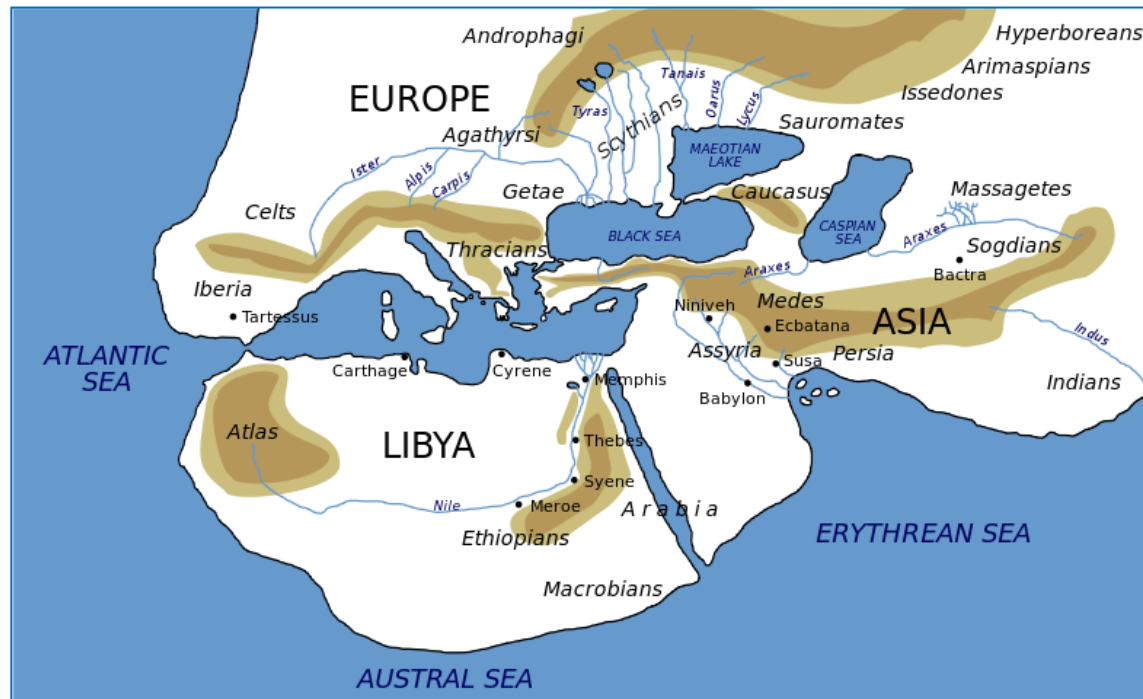 Androphagi
Hyperboreans
Arimaspians
Tanais
Issedones
EUROPE
Oarus
Lycus
Tyras
Scythians
Sauromates
Agathyrsi
MAEOTIAN
LAKE
Ister
Alpis
Carpis
Getae
Caucasus
Massagetes
Celts
CASPIAN
SEA
Araxes
BLACK SEA
Thracians
Sogdians
Bactra
Araxes
Iberia
Niniveh
Medes
Tartessus
Ecbatana
ASIA
Indus
ATLANTIC
SEA
Assyria
Persia
Susa
Carthage
Cyrene
Memphis
Babylon
Indians
Atlas
LIBYA
Thebes
Syene
Nile
Meroe
Arabia
Ethiopians
ERYTHREAN SEA
Macrobians
AUSTRAL SEA